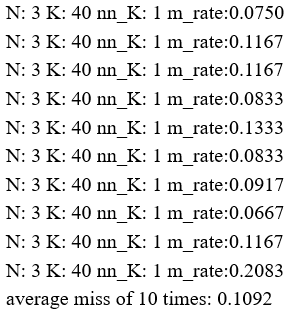 N: 3 K: 40 nn_K: 1 m_rate:0.0750
N: 3 K: 40 nn_K: 1 m_rate:0.1167
N: 3 K: 40 nn_K: 1 m_rate:0.1167
N: 3 K: 40 nn_K: 1 m_rate:0.0833
N: 3 K: 40 nn_K: 1 m_rate:0.1333
N: 3 K: 40 nn_K: 1 m_rate:0.0833
N: 3 K: 40 nn_K: 1 m_rate:0.0917
N: 3 K: 40 nn_K: 1 m_rate:0.0667
N: 3 K: 40 nn_K: 1 m_rate:0.1167
N: 3 K: 40 nn_K: 1 m_rate:0.2083
average miss of 10 times: 0.1092